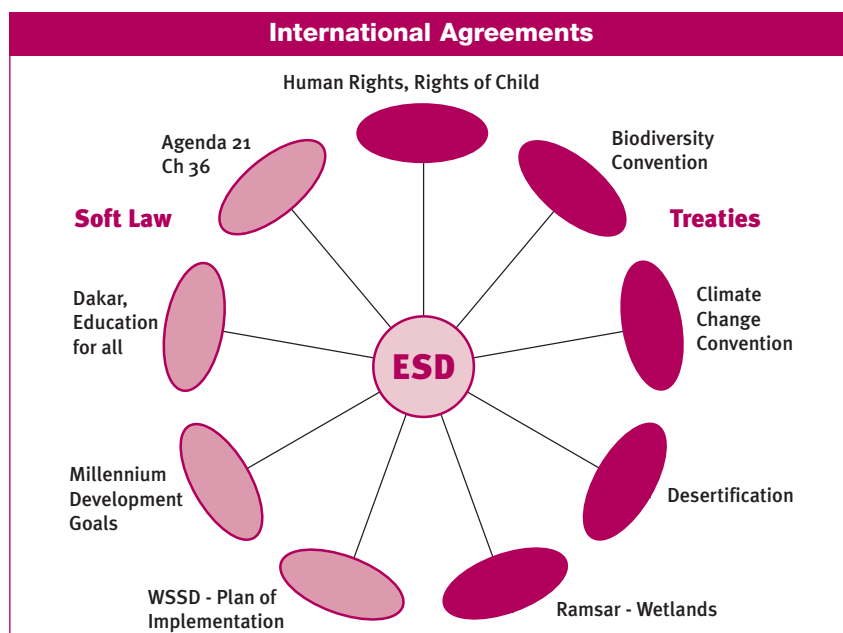 International Agreements
Human Rights, Rights of Child
Agenda 21
Ch 36
Biodiversity
Convention
Soft Law
Treaties
Dakar,
Education
for all
Climate
Change
Convention
ESD
Millennium
Development
Goals
Desertification
WSSD - Plan of
Implementation
Ramsar - Wetlands